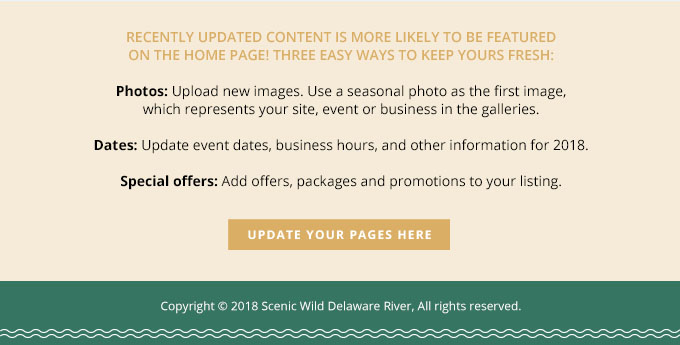 RECENTLY UPDATED CONTENT IS MORE LIKELY TO BE FEATURED
ON THE HOME PAGE! THREE EASY WAYS TO KEEP YOURS FRESH:
Photos: Upload new images. Use a seasonal photo as the first image,
which represents your site, event or business in the galleries.
Dates: Update event dates, business hours, and other information for 2018.
Special offers: Add offers, packages and promotions to your listing.
UPDATE YOUR PAGES HERE
Copyright © 2018 Scenic Wild Delaware River, All rights reserved.